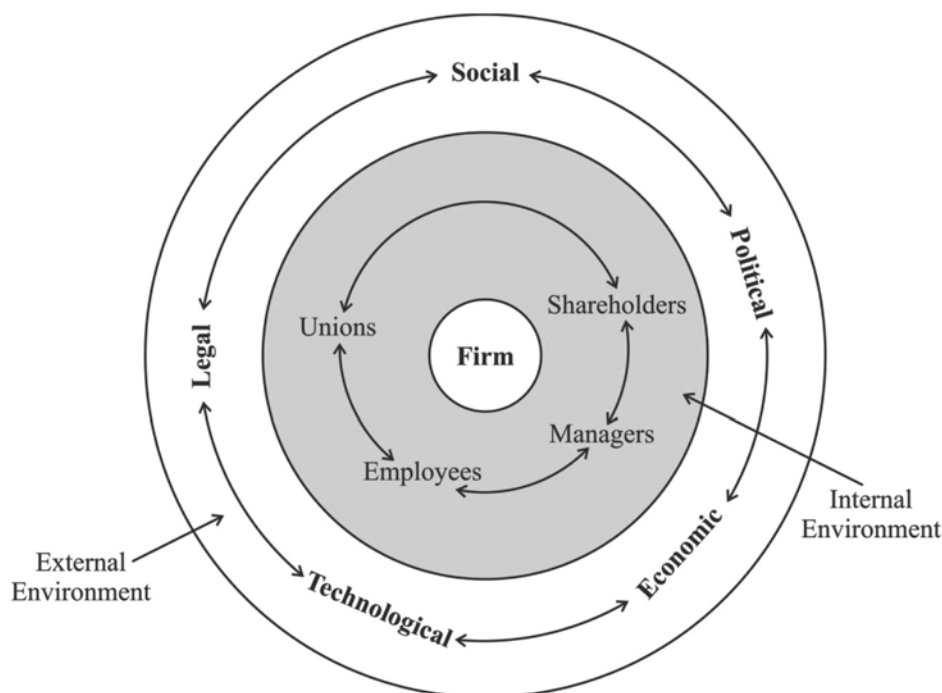 Social
Political
Legal
Unions
Shareholders
Firm
Managers
Employees
Internal
Environment
External
Environment
Technological
Economic